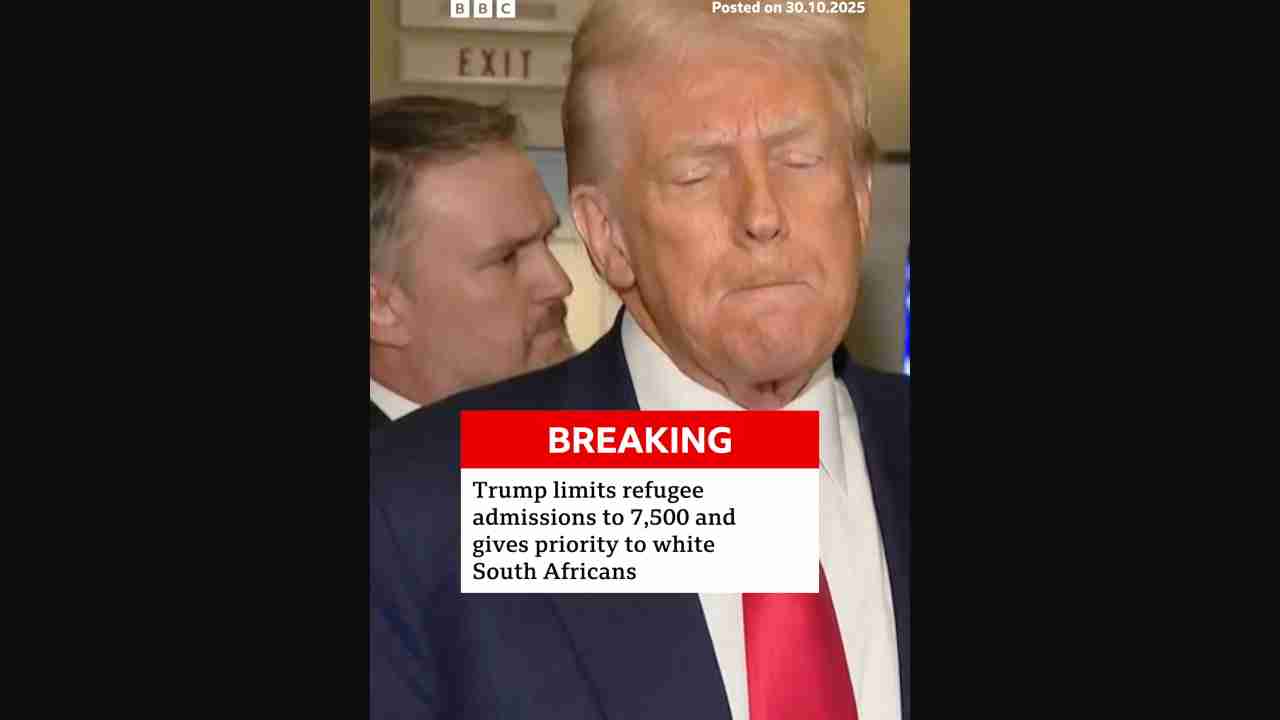 BBC
Posted on 30.10.2025
EXIT
BREAKING
Trump limits refugee
admissions to 7,500 and
gives priority to white
South Africans